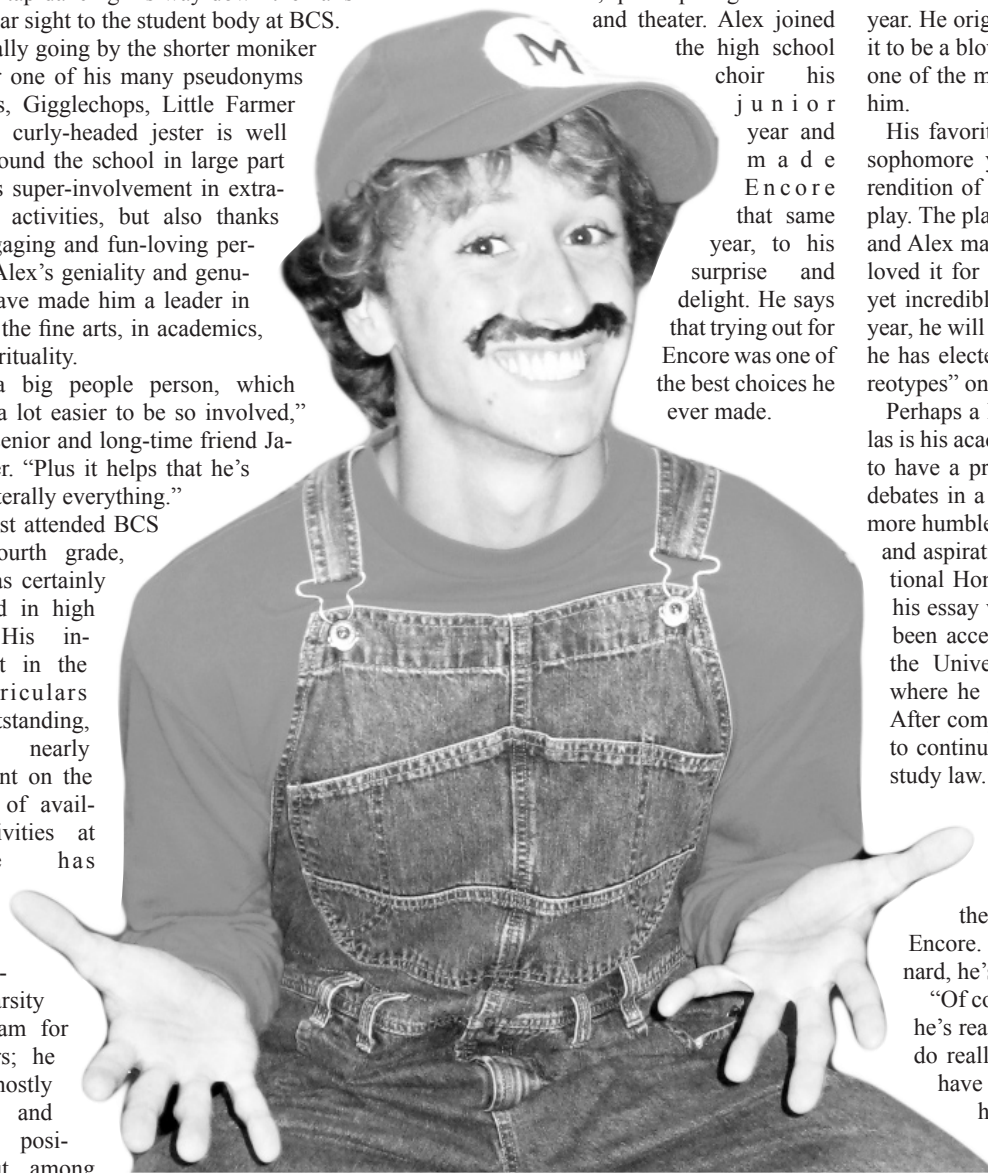 ar sight to the student body at BCS.
ally going by the shorter moniker
one of his many pseudonyms
s, Gigglechops, Little Farmer
curly-headed jester is well
ound the school in large part
s super-involvement in extra-
activities, but also thanks
gaging and fun-loving per-
Alex's geniality and genu-
ave made him a leader in
the fine arts, in academics,
rituality.
a big people person, which
a lot easier to be so involved,"
enior and long-time friend Ja-
er. "Plus it helps that he's
terally everything."
st attended BCS
ourth grade,
as certainly
d in high
His in-
t in the
riculars
tstanding,
nearly
nt on the
of avail-
ivities at
e has
-
arsity
am for
rs; he
mostly
and
posi-
ut among
and theater. Alex joined
the high school
choir his
junior
year and
made
Encore
that same
year, to his
surprise and
delight. He says
that trying out for
Encore was one of
the best choices he
ever made.
M
year. He orig
it to be a blov
one of the m
him.
His favorit
sophomore y
rendition of
play. The pla
and Alex ma
loved it for
yet incredibl
year, he will
he has electe
reotypes" on
Perhaps a l
las is his acad
to have a pr
debates in a
more humble
and aspirati
tional Hon
his essay v
been acce
the Unive
where he
After com
to continu
study law.
the
Encore.
nard, he's
"Of co
he's rea
do reall
have
h